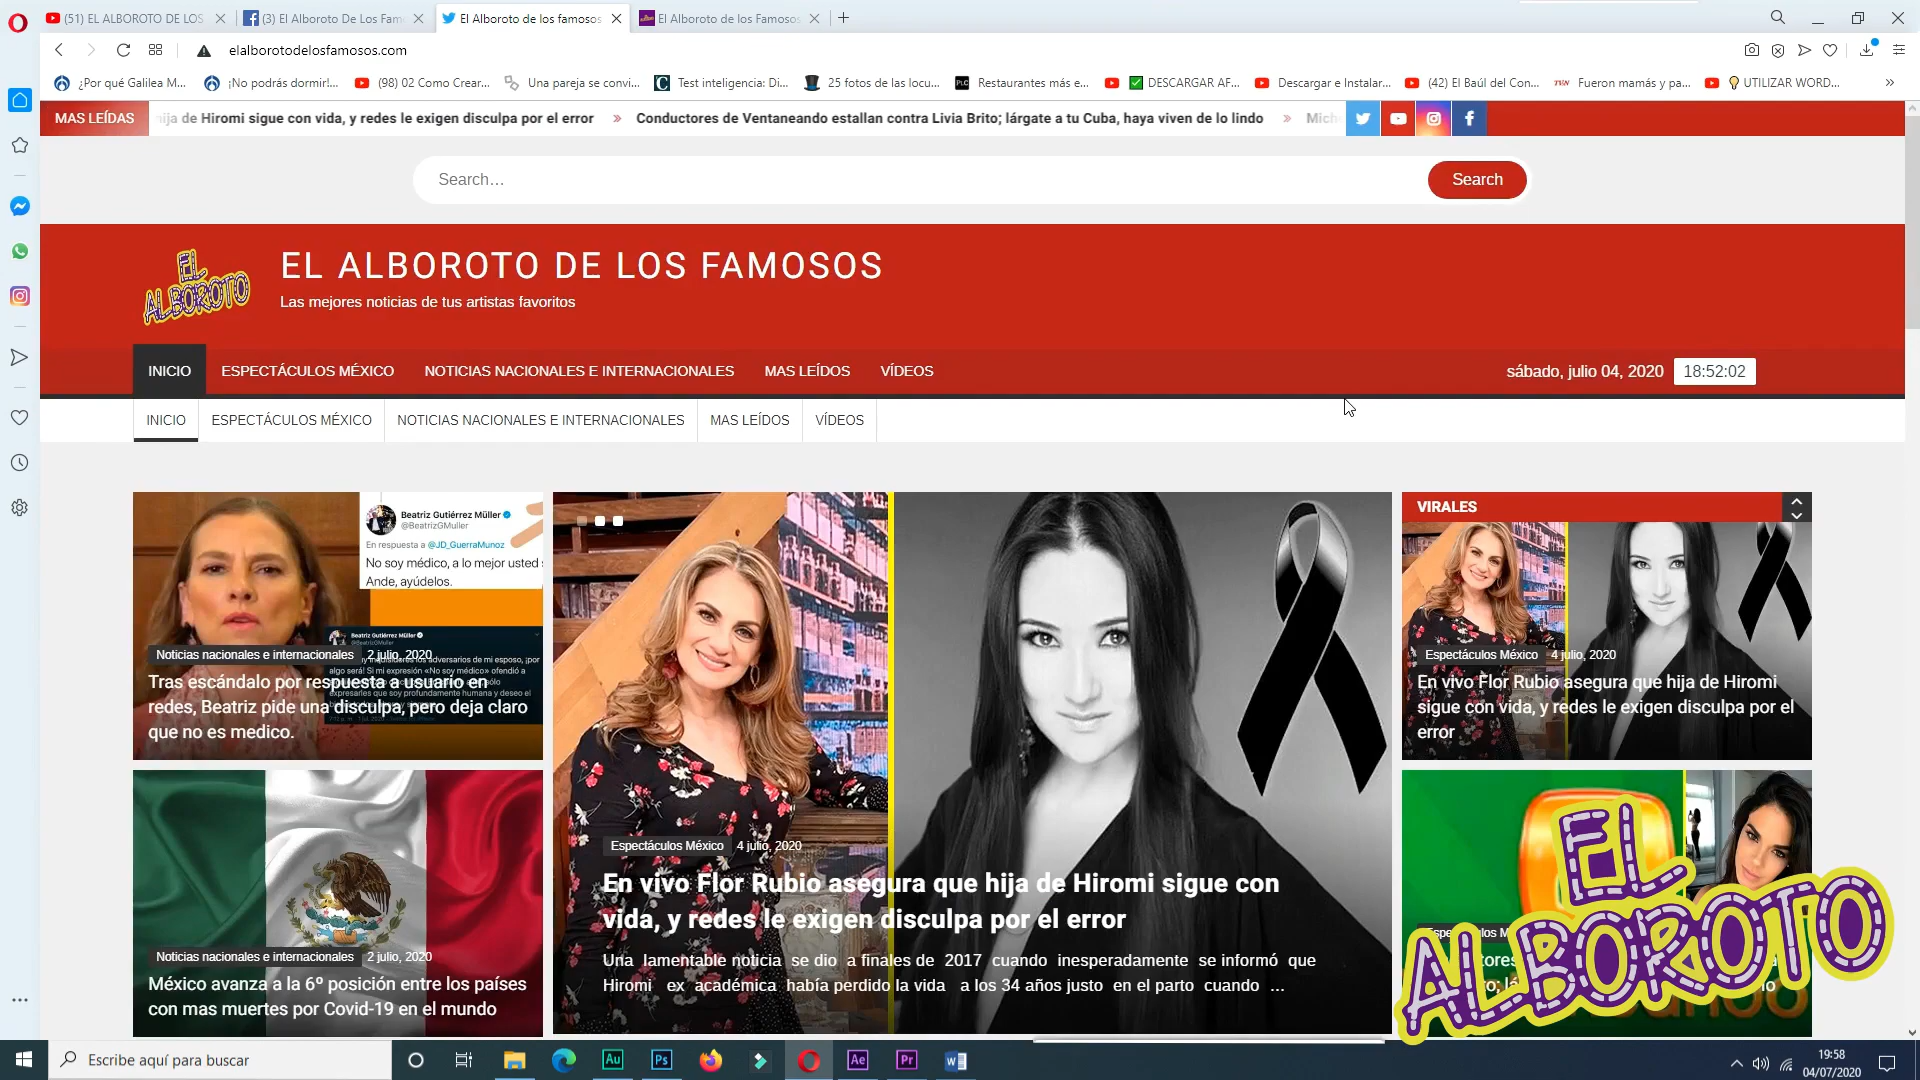 (51) EL ALBOROTO DE LOS
(3) El Alboroto De Los Fam
El Alboroto de los famosos
El Alboroto de Los Famosos
elalborotodelosfamosos.com
¿Por qué Galilea M...
¡No podrás dormir!...
(98) 02 Como Crear...
Una pareja se convi...
Test inteligencia: Di...
25 fotos de las locu...
Restaurantes más e...
DESCARGAR AF...
Descargar e Instalar...
(42) El Baúl del Con...
Fueron mamás y pa...
UTILIZAR WORD...
MAS LEÍDAS
hija de Hiromi sigue con vida, y redes le exigen disculpa por el error » Conductores de Ventaneando estallan contra Livia Brito; lárgate a tu Cuba, haya viven de lo lindo » Mich
Search...
Search
EL ALBOROTO
EL ALBOROTO DE LOS FAMOSOS
Las mejores noticias de tus artistas favoritos
INICIO ESPECTÁCULOS MÉXICO NOTICIAS NACIONALES E INTERNACIONALES MAS LEÍDOS VÍDEOS
sábado, julio 04, 2020 18:52:02
INICIO ESPECTÁCULOS MÉXICO NOTICIAS NACIONALES E INTERNACIONALES MAS LEÍDOS VÍDEOS
Beatriz Gutiérrez Müller
@BeatrizGMuller
En respuesta a @JD_GuerraMunoz
No soy médico, a lo mejor usted
Ande, ayúdelos.
Beatriz Gutiérrez Müller
Noticias nacionales e internacionales 2 julio, 2020
Tras escándalo por respuesta a usuario en
redes, Beatriz pide una disculpa, pero deja claro
que no es medico.
Noticias nacionales e internacionales 2 julio, 2020
México avanza a la 6º posición entre los países
con mas muertes por Covid-19 en el mundo
Espectáculos México 4 julio, 2020
En vivo Flor Rubio asegura que hija de Hiromi sigue con
vida, y redes le exigen disculpa por el error
Una lamentable noticia se dio a finales de 2017 cuando inesperadamente se informó que
Hiromi ex académica había perdido la vida a los 34 años justo en el parto cuando ...
VIRALES
Espectáculos México 4 julio, 2020
En vivo Flor Rubio asegura que hija de Hiromi
sigue con vida, y redes le exigen disculpa por el
error
EL
ALBOROTO
Escribe aquí para buscar
19:58
04/07/2020